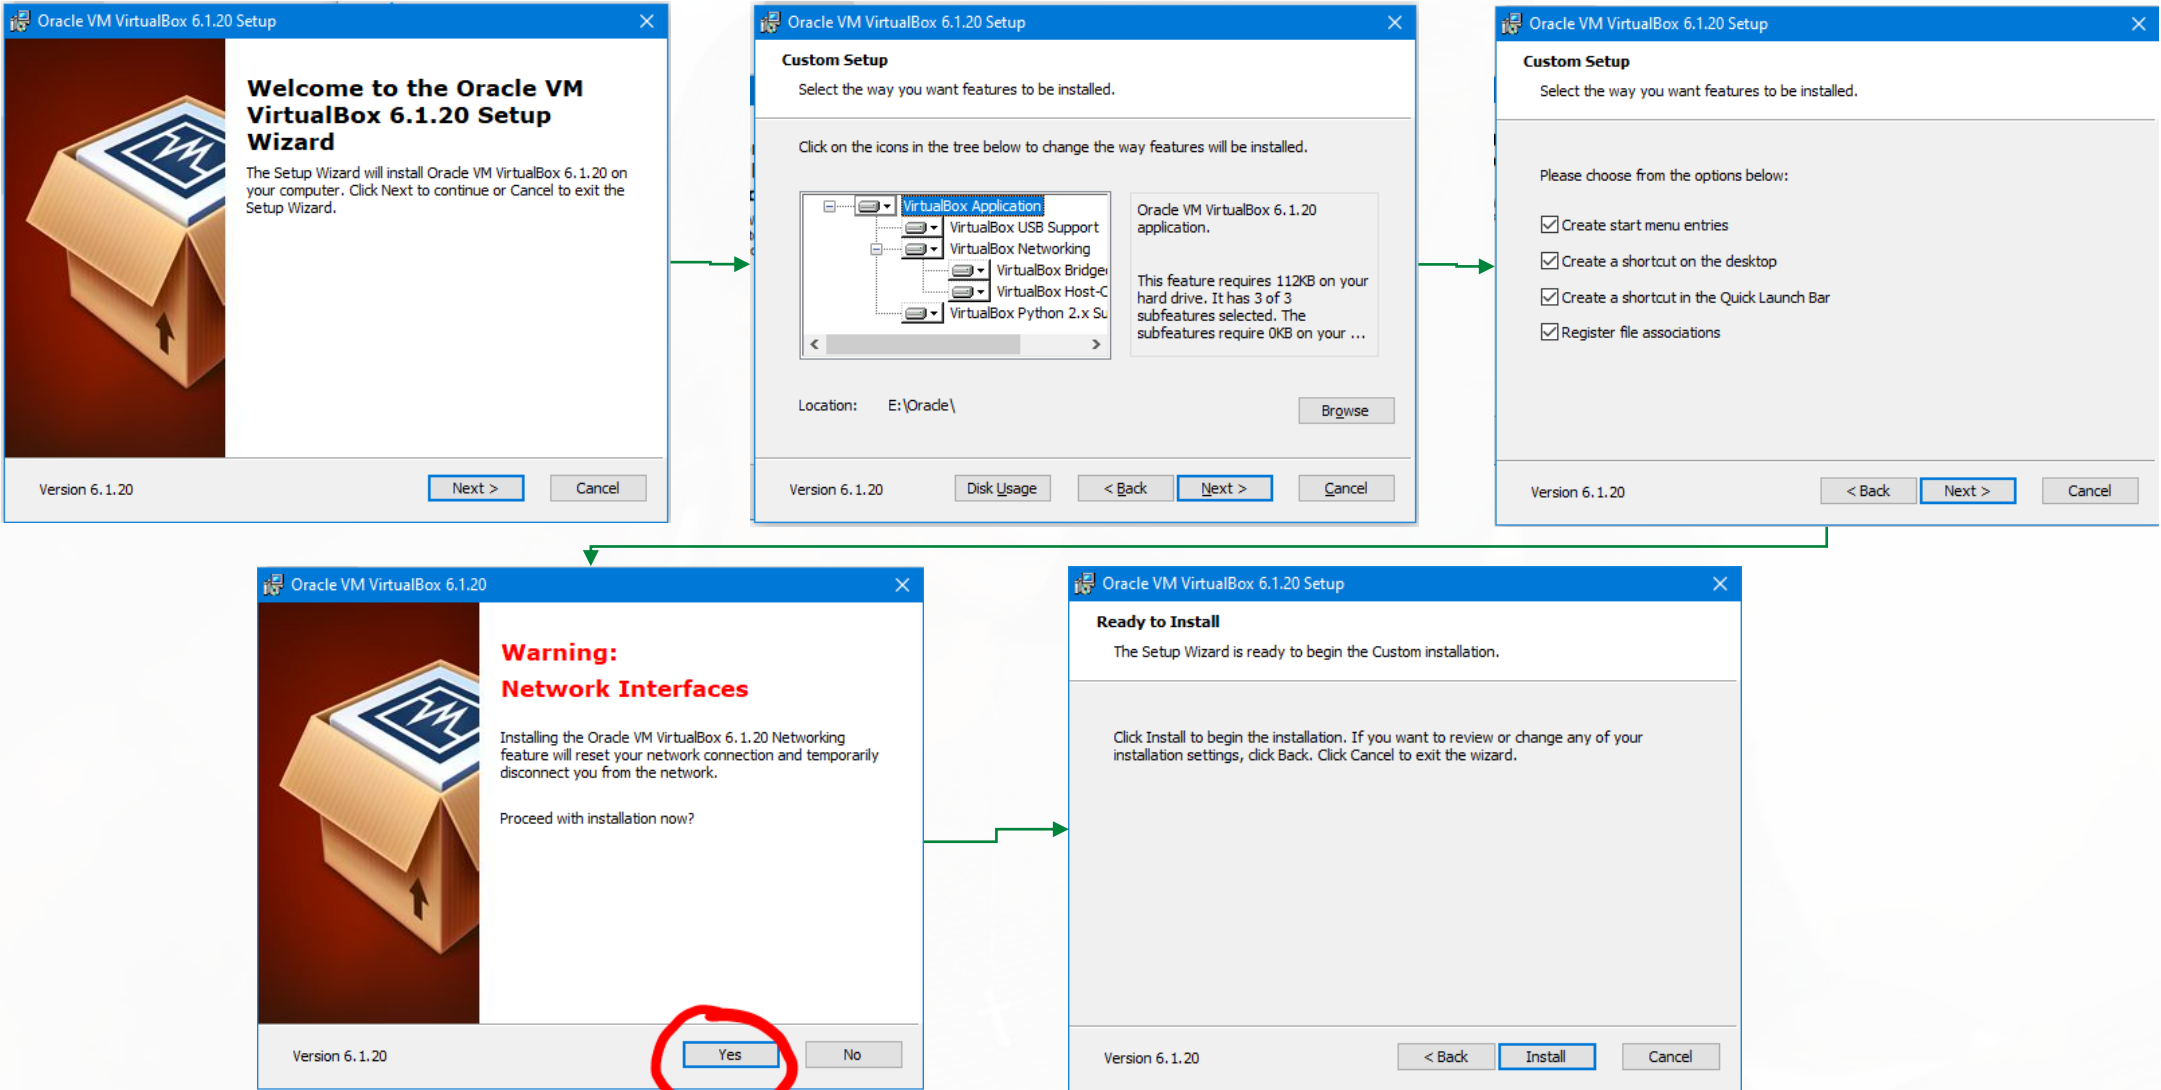 Oracle VM VirtualBox 6.1.20 Setup
Welcome to the Oracle VM
VirtualBox 6.1.20 Setup
Wizard
The Setup Wizard will install Oracle VM VirtualBox 6.1.20 on
your computer. Click Next to continue or Cancel to exit the
Setup Wizard.
Version 6.1.20
Next >
Cancel
Oracle VM VirtualBox 6.1.20 Setup
Custom Setup
Select the way you want features to be installed.
Click on the icons in the tree below to change the way features will be installed.
VirtualBox Application
VirtualBox USB Support
VirtualBox Networking
VirtualBox Bridge
VirtualBox Host-C
VirtualBox Python 2.x Su
Oracle VM VirtualBox 6.1.20
application.
This feature requires 112KB on your
hard drive. It has 3 of 3
subfeatures selected. The
subfeatures require 0KB on your ...
Location: E:\Oracle\
Browse
Version 6.1.20
Disk Usage
< Back
Next >
Cancel
Oracle VM VirtualBox 6.1.20 Setup
Custom Setup
Select the way you want features to be installed.
Please choose from the options below:
Create start menu entries
Create a shortcut on the desktop
Create a shortcut in the Quick Launch Bar
Register file associations
Version 6.1.20
< Back
Next >
Cancel
Oracle VM VirtualBox 6.1.20
Warning:
Network Interfaces
Installing the Oracle VM VirtualBox 6.1.20 Networking
feature will reset your network connection and temporarily
disconnect you from the network.
Proceed with installation now?
Version 6.1.20
Yes
No
Oracle VM VirtualBox 6.1.20 Setup
Ready to Install
The Setup Wizard is ready to begin the Custom installation.
Click Install to begin the installation. If you want to review or change any of your
installation settings, click Back. Click Cancel to exit the wizard.
Version 6.1.20
< Back
Install
Cancel